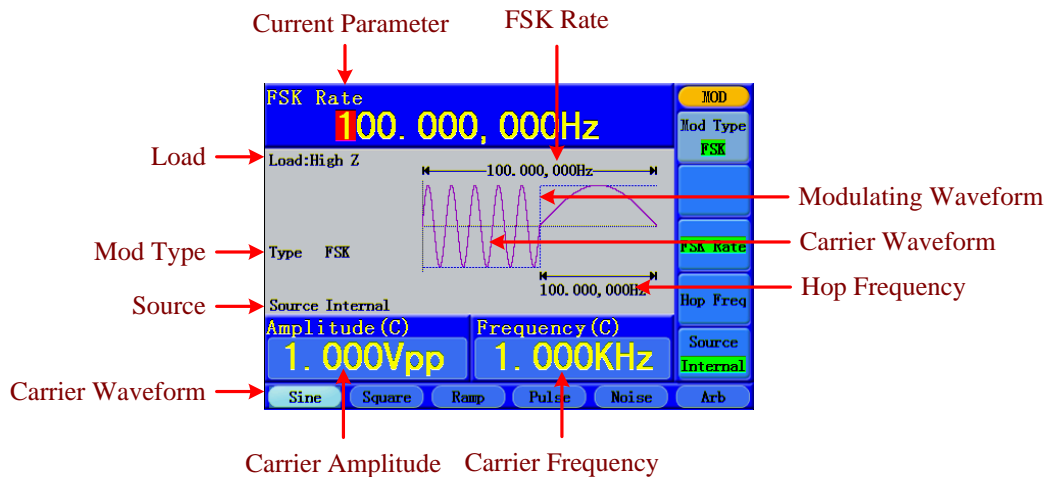 Current Parameter
FSK Rate
FSK Rate
100.000,000Hz
MOD
Mod Type
FSK
Load
Load:High Z
100.000,000Hz
Modulating Waveform
Carrier Waveform
FSK Rate
Mod Type
Type FSK
Hop Frequency
100.000,000Hz
Hop Freq
Source
Source Internal
Amplitude(C)
1.000Vpp
Frequency(C)
1.000KHz
Source
Internal
Carrier Waveform
Sine
Square
Ramp
Pulse
Noise
Arb
Carrier Amplitude
Carrier Frequency